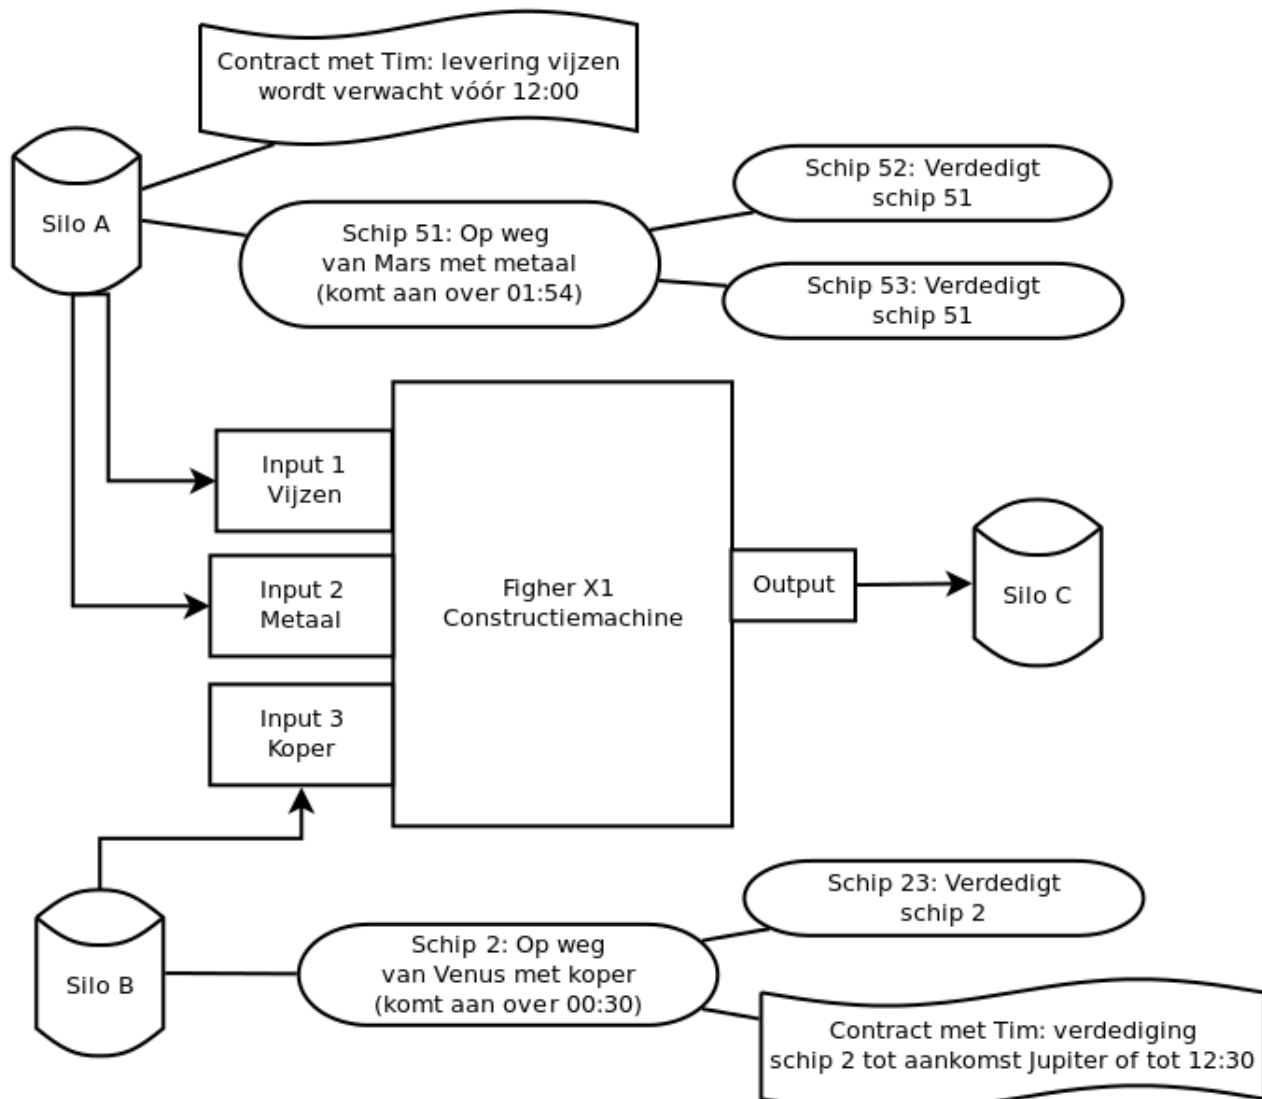 Contract met Tim: levering vijzen
wordt verwacht vóór 12:00
Silo A
Schip 51: Op weg
van Mars met metaal
(komt aan over 01:54)
Schip 52: Verdedigt
schip 51
Schip 53: Verdedigt
schip 51
Input 1
Vijzen
Input 2
Metaal
Input 3
Koper
Figher X1
Constructiemachine
Output
Silo C
Silo B
Schip 2: Op weg
van Venus met koper
(komt aan over 00:30)
Schip 23: Verdedigt
schip 2
Contract met Tim: verdediging
schip 2 tot aankomst Jupiter of tot 12:30